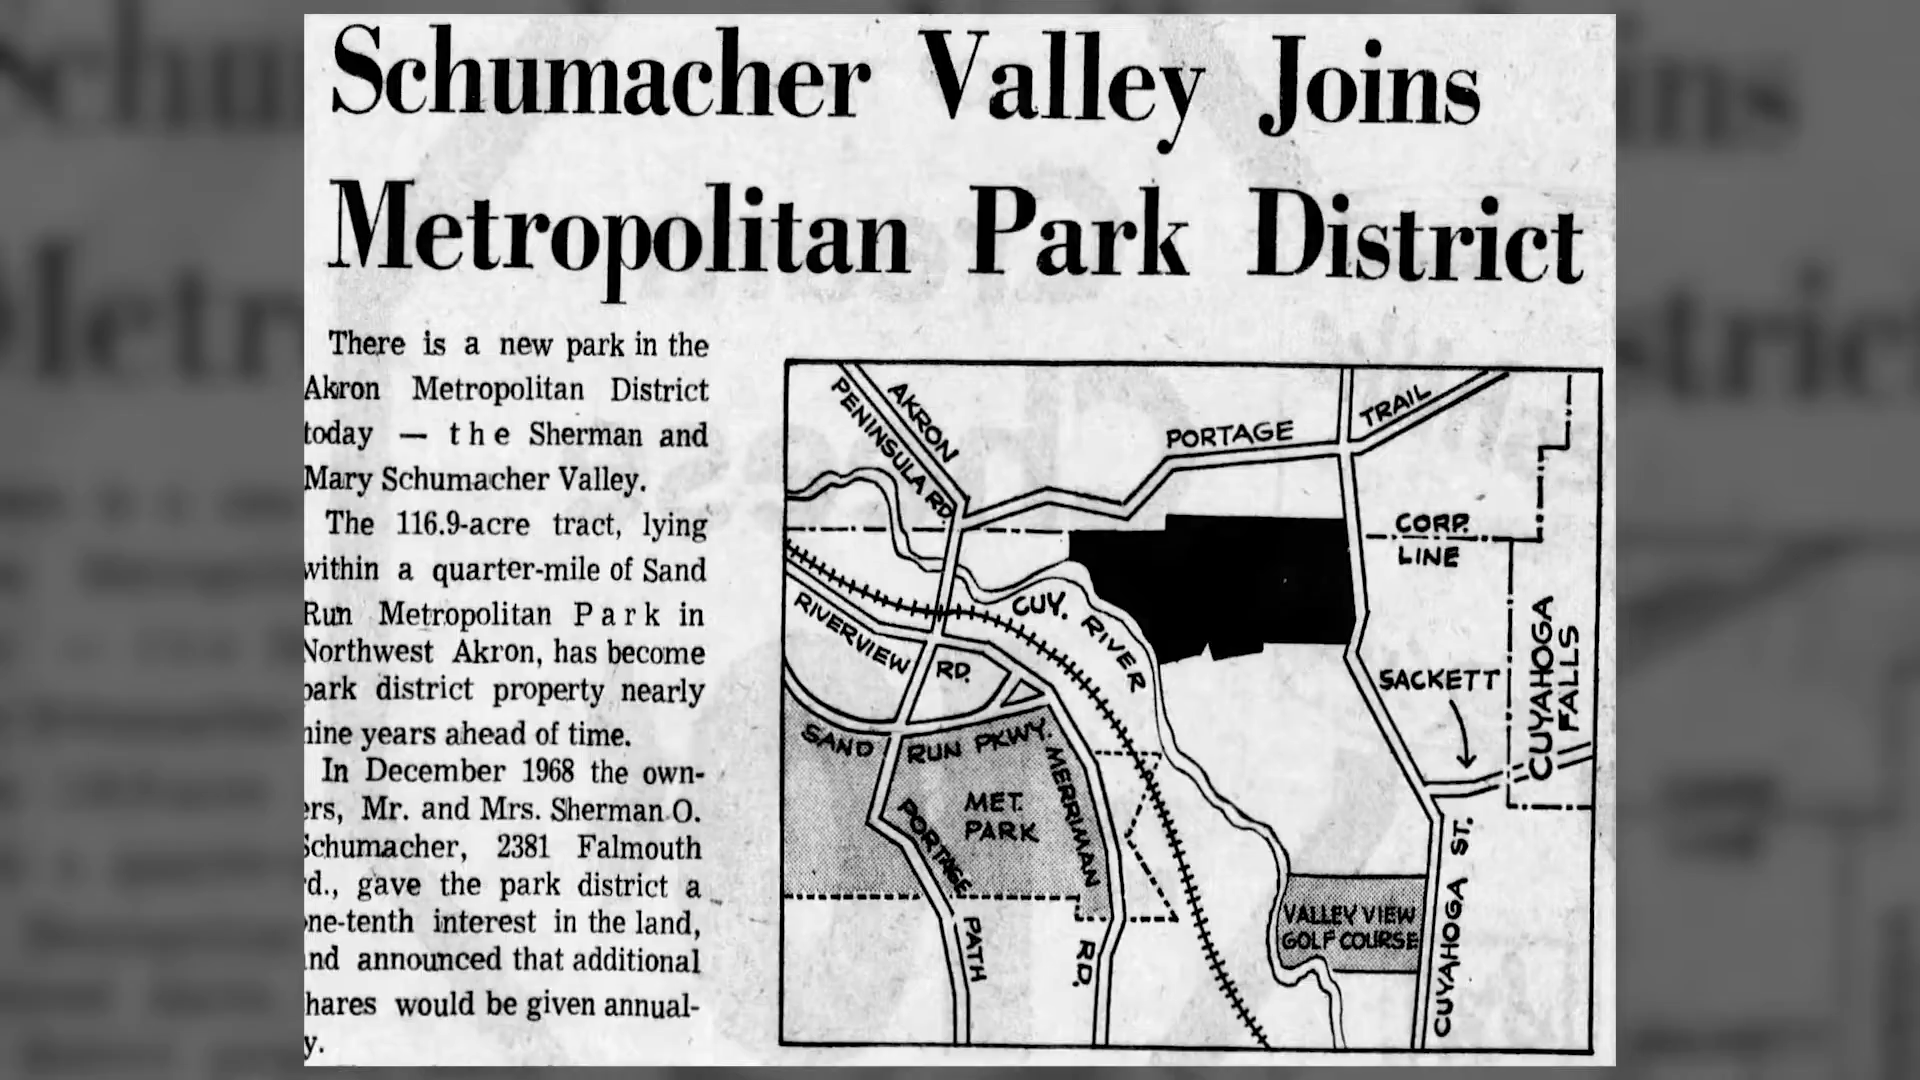 Schumacher Valley Joins
Metropolitan Park District
There is a new park in the
Akron Metropolitan District
today — the Sherman and
Mary Schumacher Valley.
The 116.9-acre tract, lying
within a quarter-mile of Sand
Run Metropolitan Park in
Northwest Akron, has become
park district property nearly
nine years ahead of time.
In December 1968 the own-
ers, Mr. and Mrs. Sherman O.
Schumacher, 2381 Falmouth
d., gave the park district a
one-tenth interest in the land,
and announced that additional
hares would be given annual-
y.
AKRON
PENINSULA RD.
PORTAGE TRAIL
CORP.
LINE
CUY. RIVER
RIVERVIEW RD.
SACKETT
CUYAHOGA
FALLS
SAND RUN PKWY.
MERRIMAN RD.
MET.
PARK
PORTAGE PATH
VALLEY VIEW
GOLF COURSE
CUYAHOGA ST.